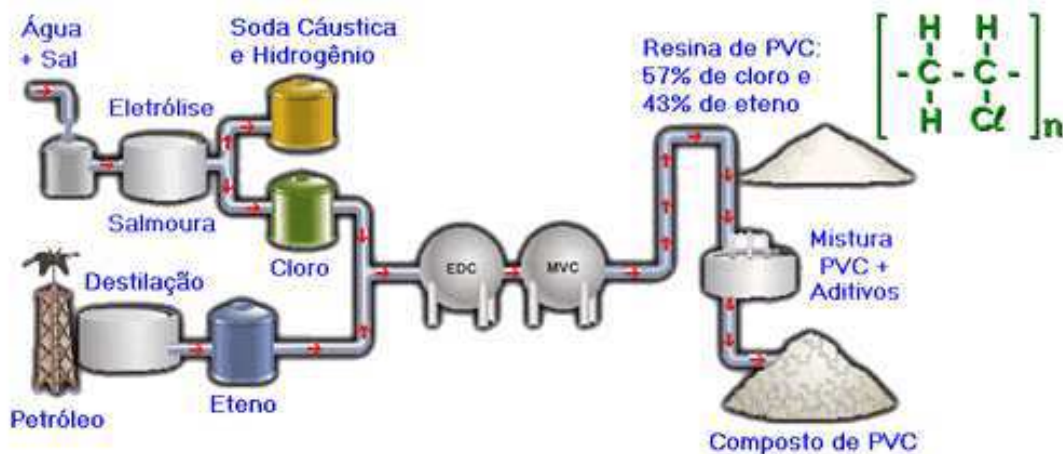 Água
+ Sal
Soda Cáustica
e Hidrogênio
Eletrólise
Salmoura
Cloro
Destilação
Petróleo
Eteno
EDC
MVC
Resina de PVC:
57% de cloro e
43% de eteno
H H
- C - C -
H Cl n
Mistura
PVC +
Aditivos
Composto de PVC